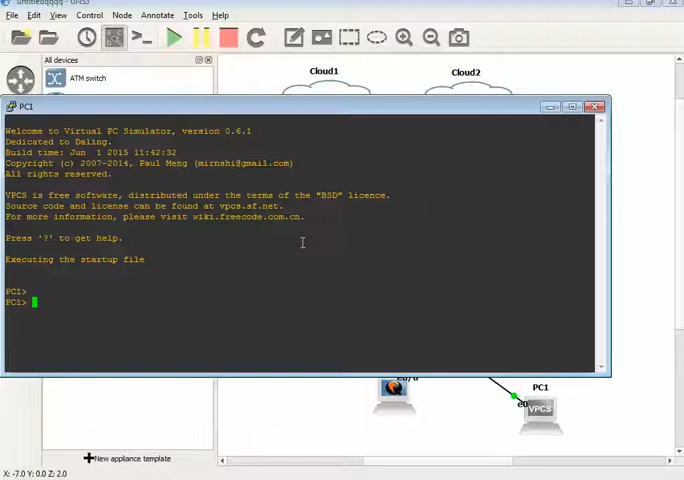 untitledqqqq - GNS3
File Edit View Control Node Annotate Tools Help
All devices
ATM switch
Cloud1
Cloud2
PC1
Welcome to Virtual PC Simulator, version 0.6.1
Dedicated to Daling.
Build time: Jun 1 2015 11:42:32
Copyright (c) 2007-2014, Paul Meng (mirnshi@gmail.com)
All rights reserved.
VPCS is free software, distributed under the terms of the "BSD" licence.
Source code and license can be found at vpcs.sf.net.
For more information, please visit wiki.freecode.com.cn.
Press '?' to get help.
Executing the startup file
PC1>
PC1>
e0/0
PC1
e0
VPCS
New appliance template
X: -7.0 Y: 0.0 Z: 2.0